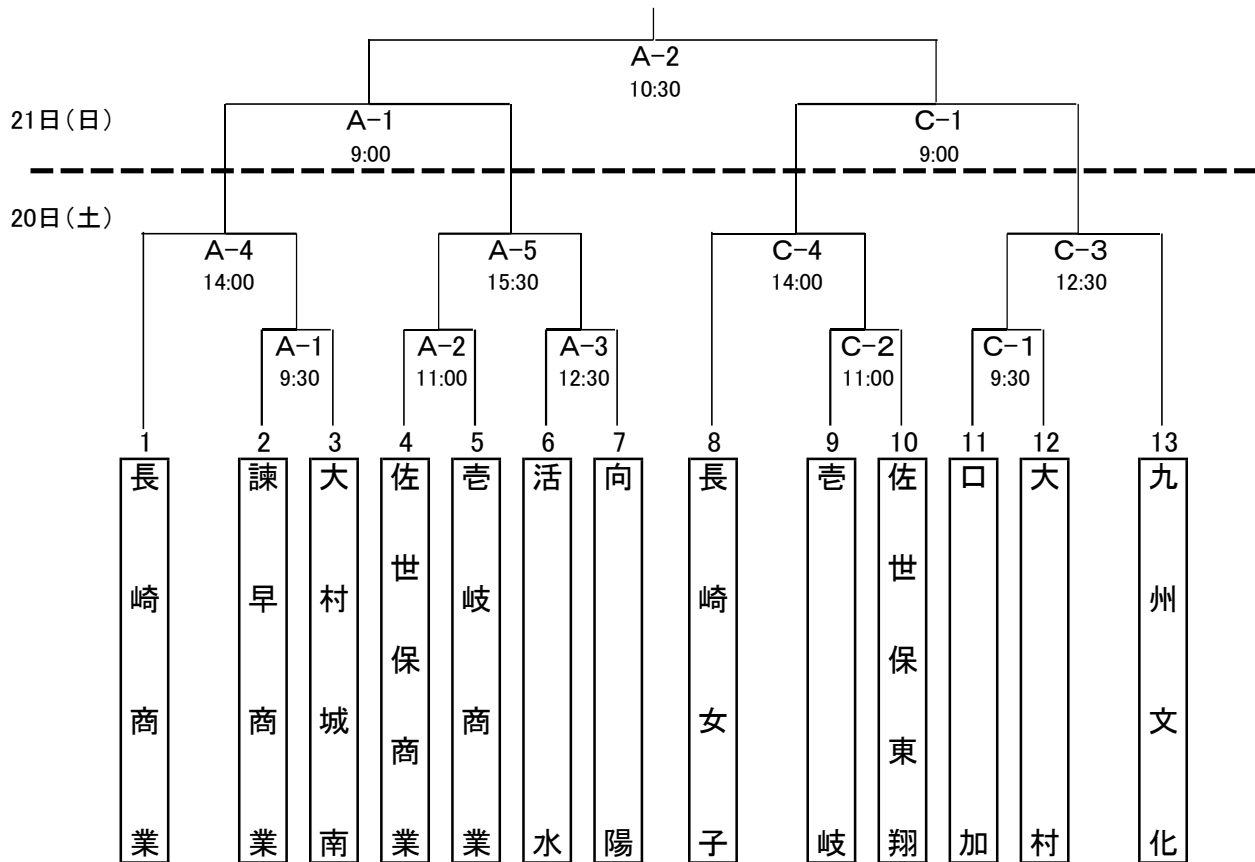 A-2
10:30
21日(日)
A-1
C-1
9:00
9:00
20日(土)
A-4
A-5
C-4
C-3
14:00
15:30
14:00
12:30
A-1
A-2
A-3
C-2
C-1
9:30
11:00
12:30
11:00
9:30
1
2
3
4
5
6
7
8
9
10
11
12
13
長崎商業
諫早商業
大村城南
佐世保商業
壱岐商業
活水
向陽
長崎女子
壱岐
佐世保東翔
口加
大村
九州文化